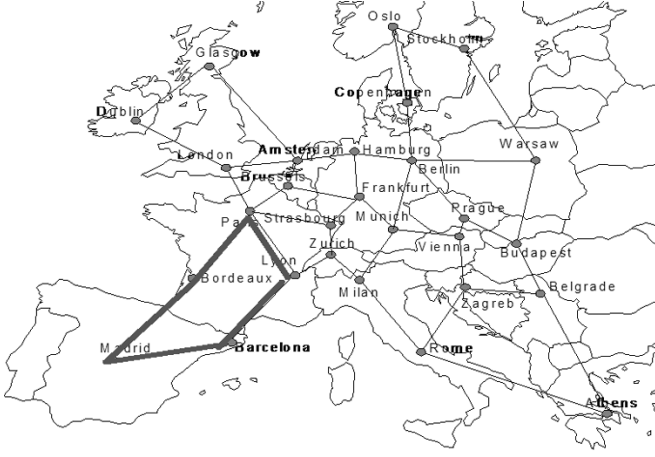 Oslo
Stockholm
Glasgow
Copenhagen
Dublin
Amsterdam
Hamburg
Warsaw
London
Berlin
Brussels
Frankfurt
Paris
Strasbourg
Munich
Prague
Zurich
Vienna
Budapest
Lyon
Bordeaux
Milan
Zagreb
Belgrade
Madrid
Barcelona
Rome
Athens